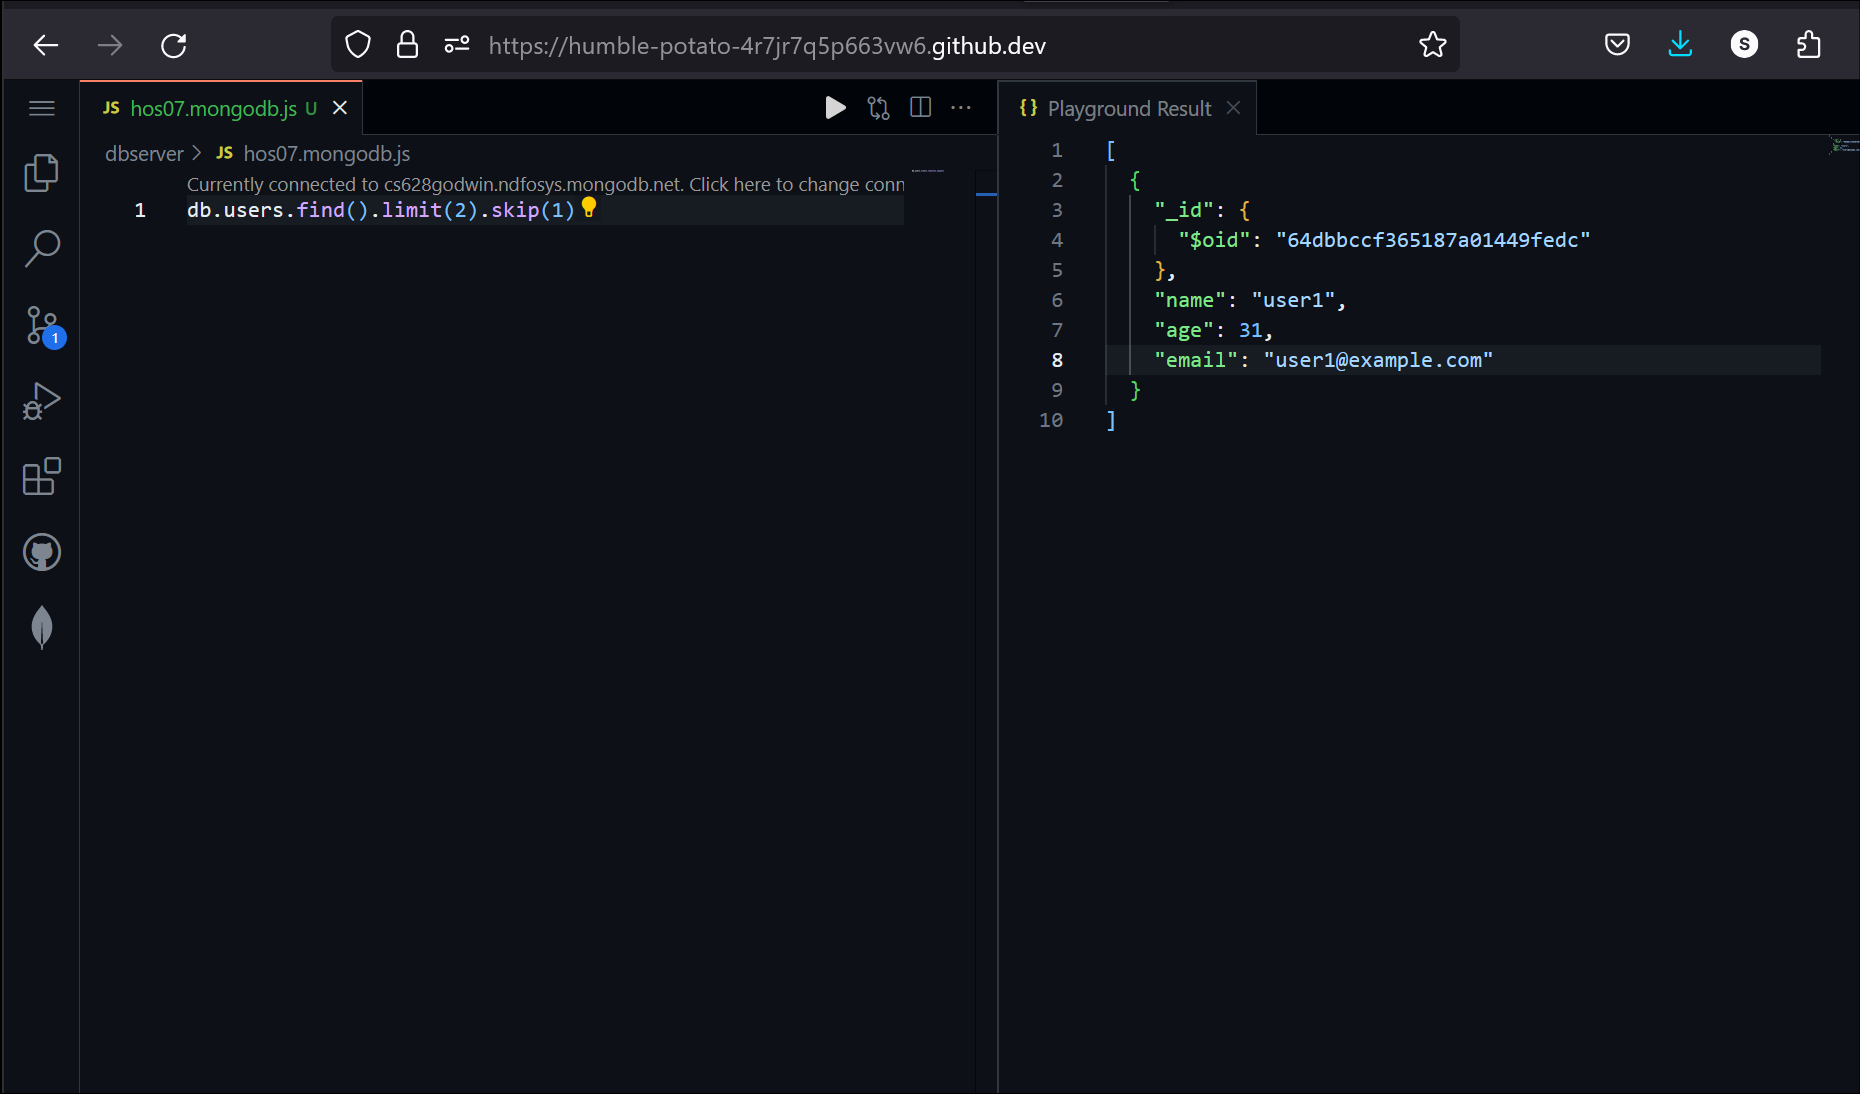 https://humble-potato-4r7jr7q5p663vw6.github.dev
S
JS hos07.mongodb.js U
dbserver > JS hos07.mongodb.js
Currently connected to cs628godwin.ndfosys.mongodb.net. Click here to change conn
1 db.users.find().limit(2).skip(1)
1
{} Playground Result
1 [
2 {
3 "_id": {
4 "$oid": "64dbbccf365187a01449fedc"
5 },
6 "name": "user1",
7 "age": 31,
8 "email": "user1@example.com"
9 }
10 ]